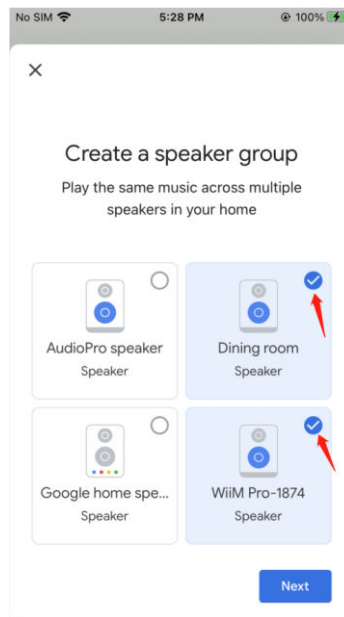 No SIM 5:28 PM 100%
Create a speaker group
Play the same music across multiple
speakers in your home
AudioPro speaker
Speaker
Dining room
Speaker
Google home spe...
Speaker
WiiM Pro-1874
Speaker
Next